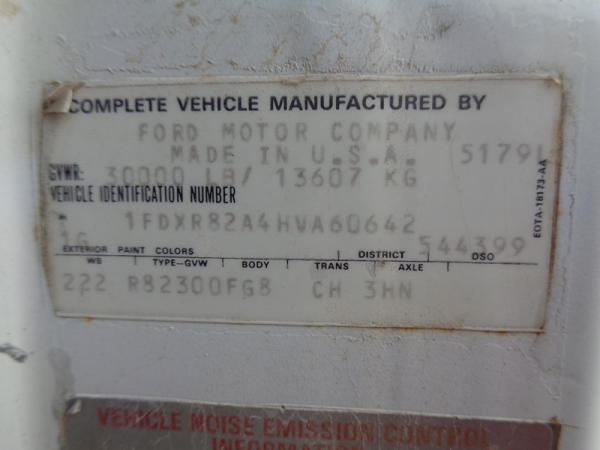 COMPLETE VEHICLE MANUFACTURED BY
FORD MOTOR COMPANY
MADE IN U.S.A. 5179L
GVWR: 30000 LB/ 13607 KG
VEHICLE IDENTIFICATION NUMBER
1FDXR82A4HVA60642
EOTA-18173-AA
544399
EXTERIOR PAINT COLORS DISTRICT DSO
WB TYPE-GVW BODY TRANS AXLE
222 R82300FG8 CH 3HN
VEHICLE NOISE EMISSION CONTROL
INFORMATION